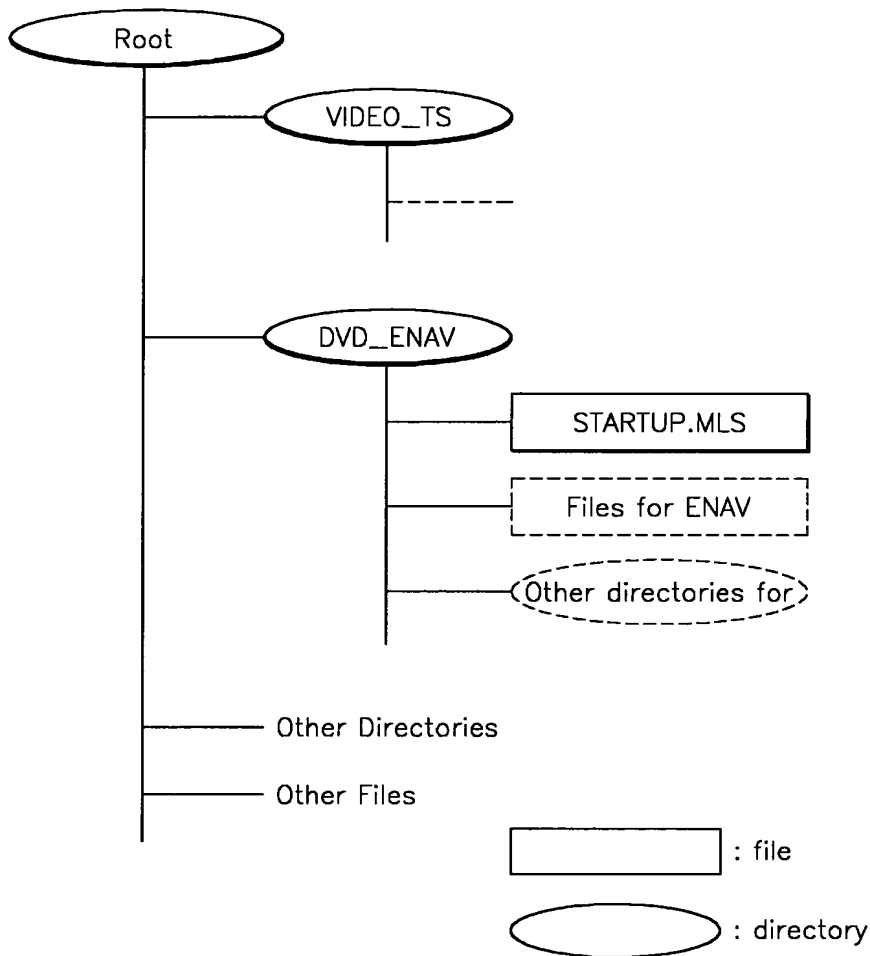 Root
VIDEO_TS
DVD_ENAV
STARTUP.MLS
Files for ENAV
Other directories for
Other Directories
Other Files
: file
: directory